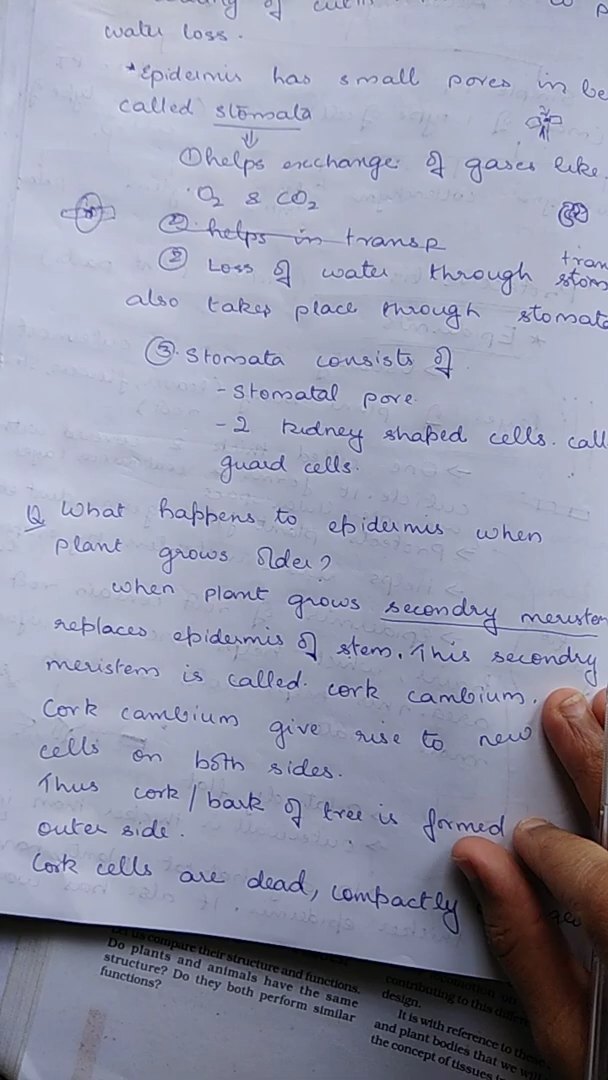 water loss.
*Epidermis has small pores in
called stomata
① helps exchange of gases like
O₂ & CO₂
② helps in transp
② Loss of water through
also takes place through stomata
③ Stomata consists of
- Stomatal pore
- 2 kidney shaped cells. call
guard cells.
Q What happens to epidermis when
plant grows older?
When plant grows secondry meristem
replaces epidermis of stem. This secondry
meristem is called cork cambium.
Cork cambium give rise to new
cells on both sides.
Thus cork / bark of tree is formed
outer side.
Cork cells are dead, compactly
Let us compare their structure and functions.
Do plants and animals have the same
structure? Do they both perform similar
functions?
contributing to this
design.
It is with reference to
and plant bodies that we will
the concept of tissues